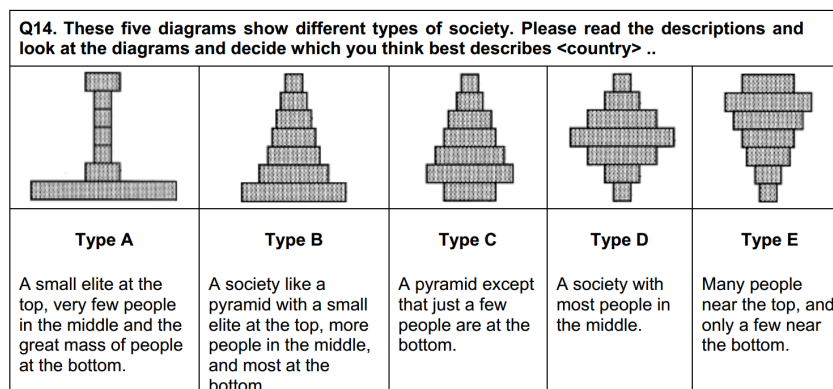 Q14. These five diagrams show different types of society. Please read the descriptions and
look at the diagrams and decide which you think best describes <country> ..
Type A
A small elite at the
top, very few people
in the middle and the
great mass of people
at the bottom.
Type B
A society like a
pyramid with a small
elite at the top, more
people in the middle,
and most at the
bottom
Type C
A pyramid except
that just a few
people are at the
bottom.
Type D
A society with
most people in
the middle.
Type E
Many people
near the top, and
only a few near
the bottom.